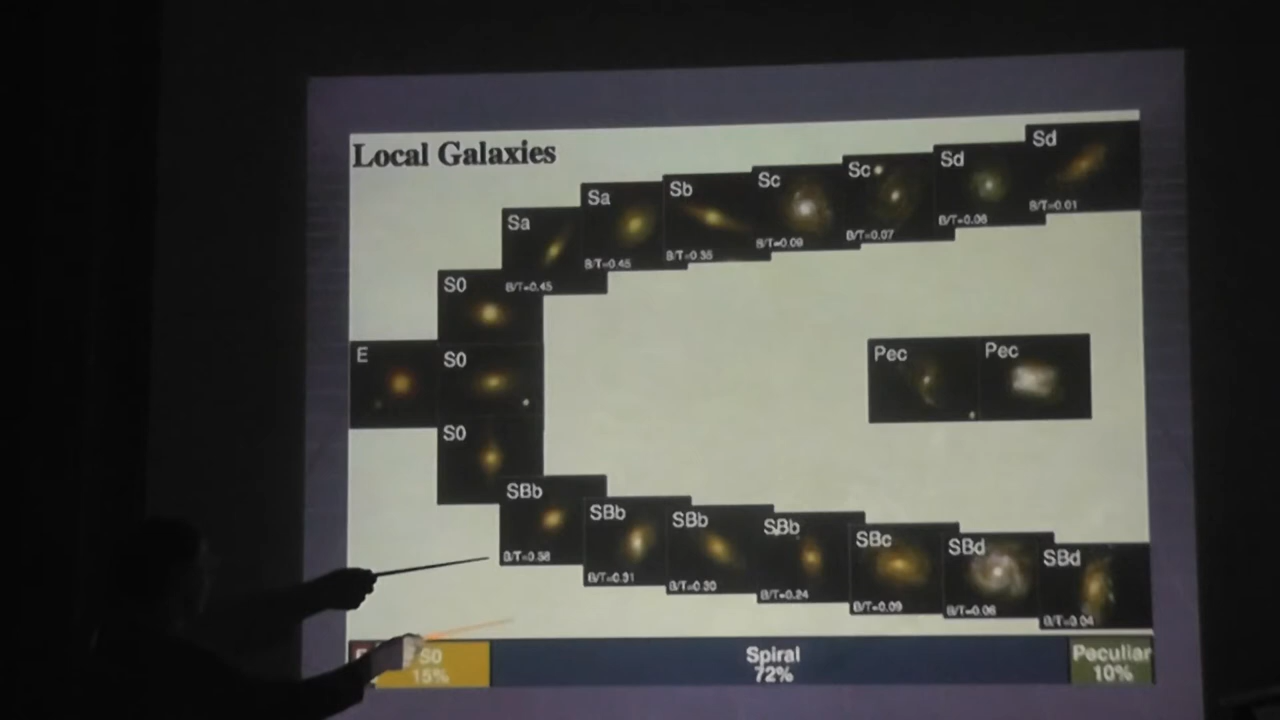 Local Galaxies
Sd
Sd
B/T=0.01
Sc
B/T=0.06
Sc
B/T=0.07
Sb
B/T=0.09
Sa
B/T=0.35
Sa
B/T=0.45
S0
B/T=0.45
E
S0
Pec
Pec
S0
SBb
B/T=0.38
SBb
B/T=0.31
SBb
B/T=0.30
SBb
B/T=0.24
SBc
B/T=0.09
SBd
B/T=0.06
SBd
B/T=0.04
S0
15%
Spiral
72%
Peculiar
10%